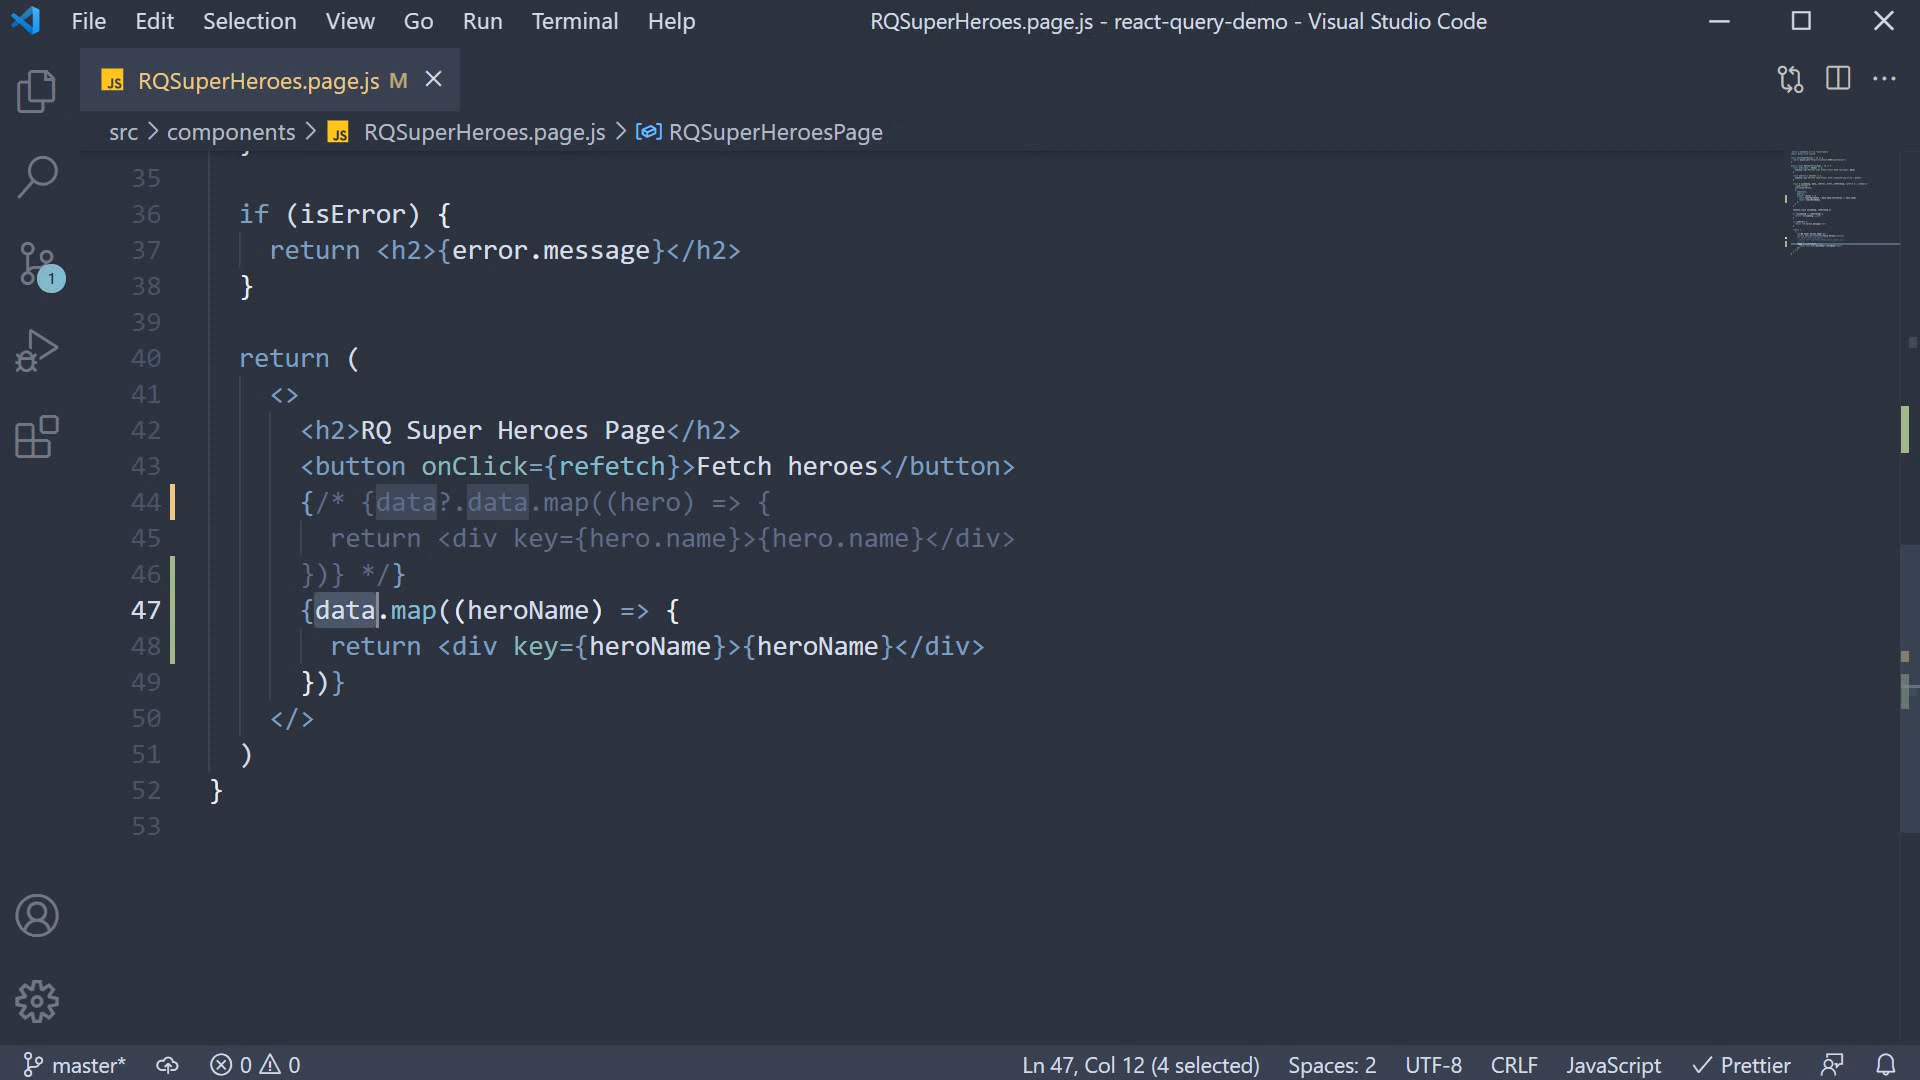 File Edit Selection View Go Run Terminal Help RQSuperHeroes.page.js - react-query-demo - Visual Studio Code
JS RQSuperHeroes.page.js M
src > components > JS RQSuperHeroes.page.js > RQSuperHeroesPage
35
36 if (isError) {
37 return <h2>{error.message}</h2>
38 }
39
40 return (
41 <>
42 <h2>RQ Super Heroes Page</h2>
43 <button onClick={refetch}>Fetch heroes</button>
44 {/* {data?.data.map((hero) => {
45 return <div key={hero.name}>{hero.name}</div>
46 })} */}
47 {data.map((heroName) => {
48 return <div key={heroName}>{heroName}</div>
49 })}
50 </>
51 )
52 }
53
1
master* 0 0 Ln 47, Col 12 (4 selected) Spaces: 2 UTF-8 CRLF JavaScript Prettier